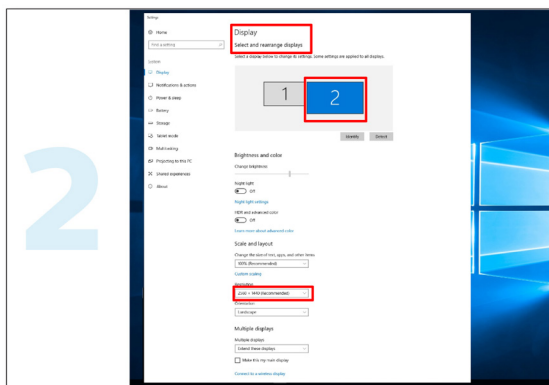 Settings
Home
Find a setting
System
Display
Notifications & actions
Power & sleep
Battery
Storage
Tablet mode
Multitasking
Projecting to this PC
Shared experiences
About
2
Display
Select and rearrange displays
Select a display below to change its settings. Some settings are applied to all displays.
1
2
Identify
Detect
Brightness and color
Change brightness
Night light
Off
Night light settings
HDR and advanced color
Off
Learn more about advanced color
Scale and layout
Change the size of text, apps, and other items
100% (Recommended)
Custom scaling
Resolution
2560 × 1440 (Recommended)
Orientation
Landscape
Multiple displays
Multiple displays
Extend these displays
Make this my main display
Connect to a wireless display